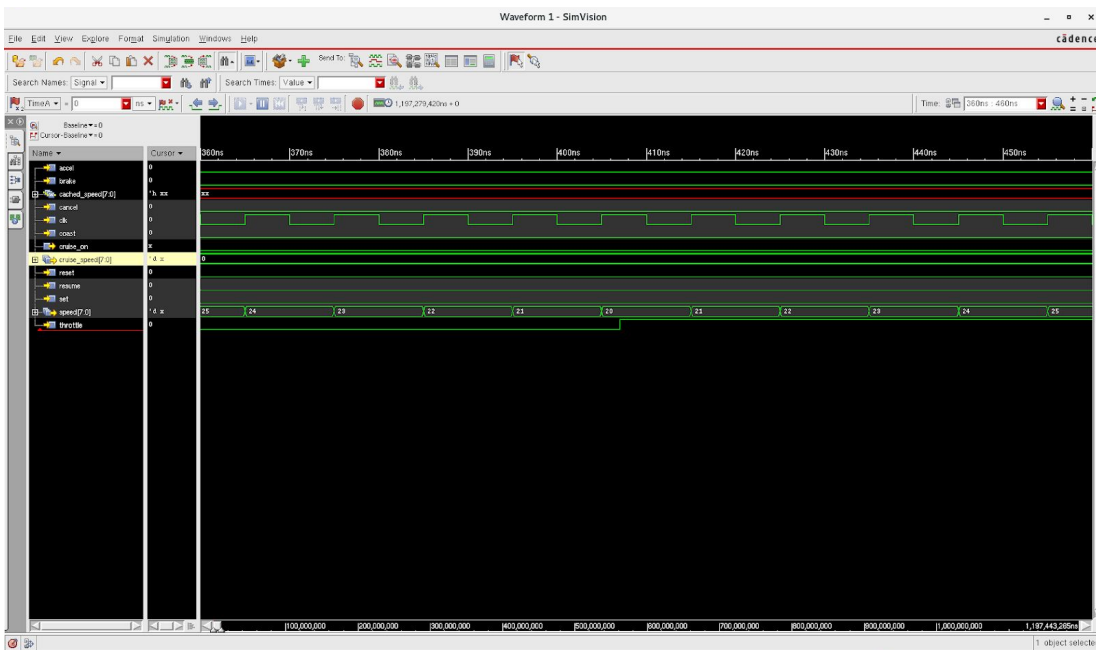 Waveform 1 - SimVision
File Edit View Explore Format Simulation Windows Help
cādence
Send To:
Search Names: Signal Search Times: Value
TimeA = 0 ns 1,197,279,420ns + 0 Time: 360ns : 460ns
Baseline = 0
Cursor-Baseline = 0
Name Cursor 360ns 370ns 380ns 390ns 400ns 410ns 420ns 430ns 440ns 450ns
accel 0
brake 0
cached_speed[7:0] 'h xx xx
cancel 0
clk 0
coast 0
cruise_on x
cruise_speed[7:0] 'd x 0
reset 0
resume 0
set 0
speed[7:0] 'd x 25 24 23 22 21 20 21 22 23 24 25
throttle 0
100,000,000 200,000,000 300,000,000 400,000,000 500,000,000 600,000,000 700,000,000 800,000,000 900,000,000 1,000,000,000 1,197,443,265ns
1 object selecte